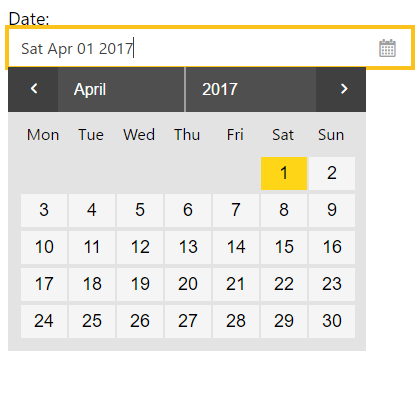 Date:
Sat Apr 01 2017
April 2017
Mon Tue Wed Thu Fri Sat Sun
1 2
3 4 5 6 7 8 9
10 11 12 13 14 15 16
17 18 19 20 21 22 23
24 25 26 27 28 29 30